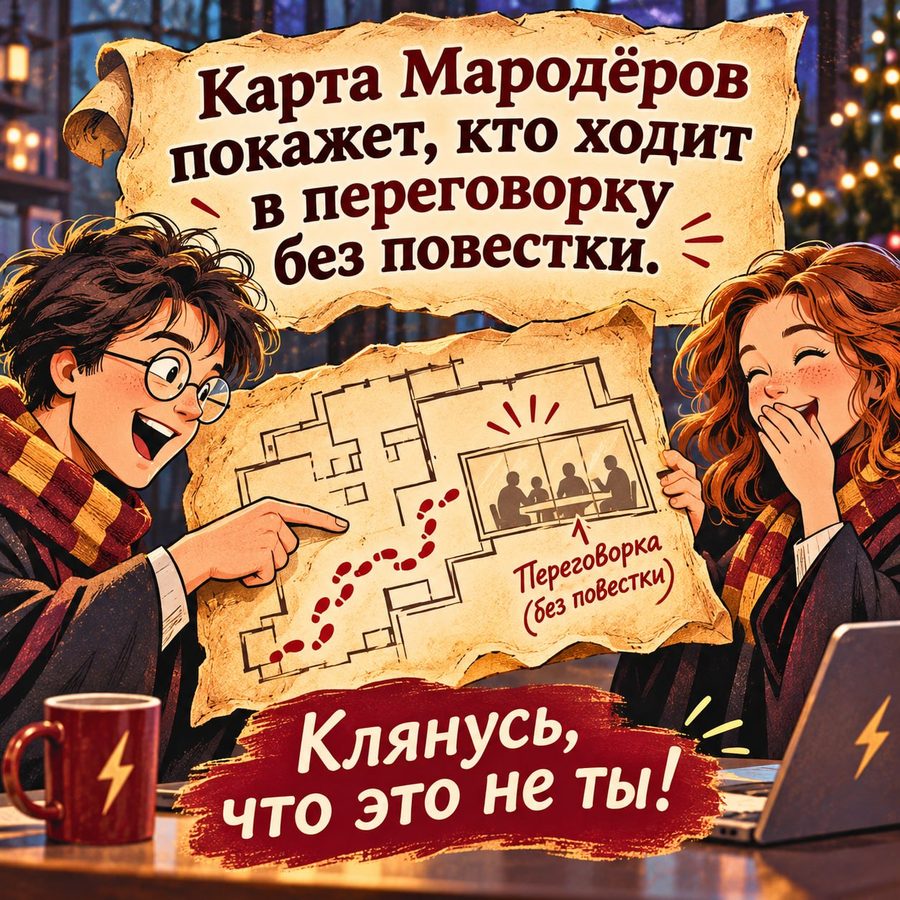 Карта Мародёров
покажет, кто ходит
в переговорку
без повестки.
Переговорка
(без повестки)
Клянусь,
что это не ты!